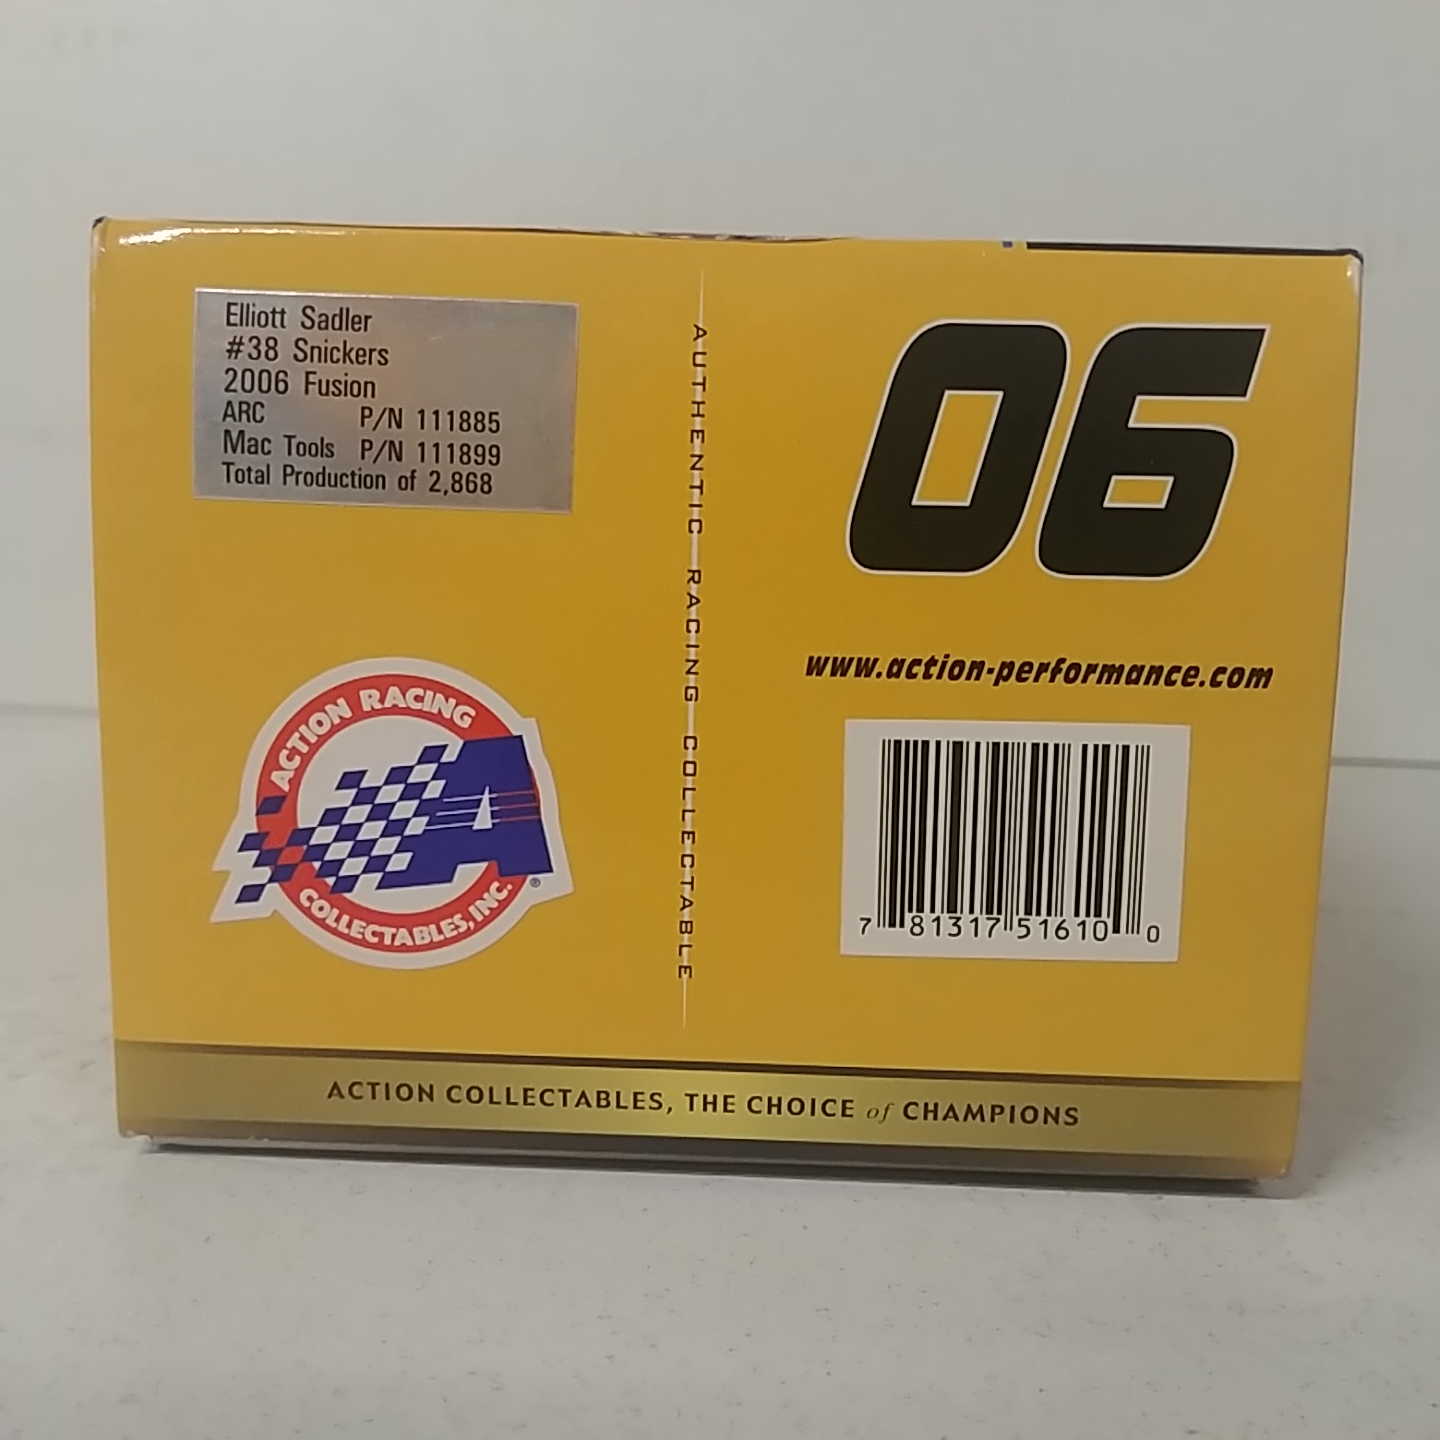 Elliott Sadler
#38 Snickers
2006 Fusion
ARC P/N 111885
Mac Tools P/N 111899
Total Production of 2,868
ACTION RACING
COLLECTABLES, INC.
A
®
AUTHENTIC RACING COLLECTABLE
06
www.action-performance.com
7 81317 51610 0
ACTION COLLECTABLES, THE CHOICE of CHAMPIONS